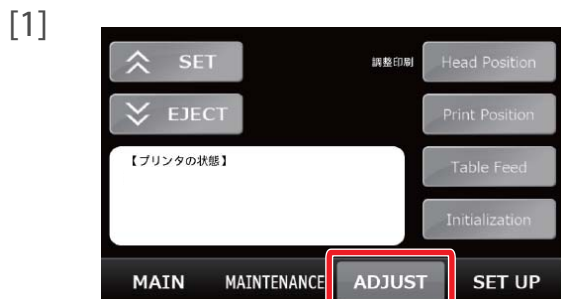 [1]
SET
調整印刷
Head Position
EJECT
Print Position
【プリンタの状態】
Table Feed
Initialization
MAIN MAINTENANCE ADJUST SET UP